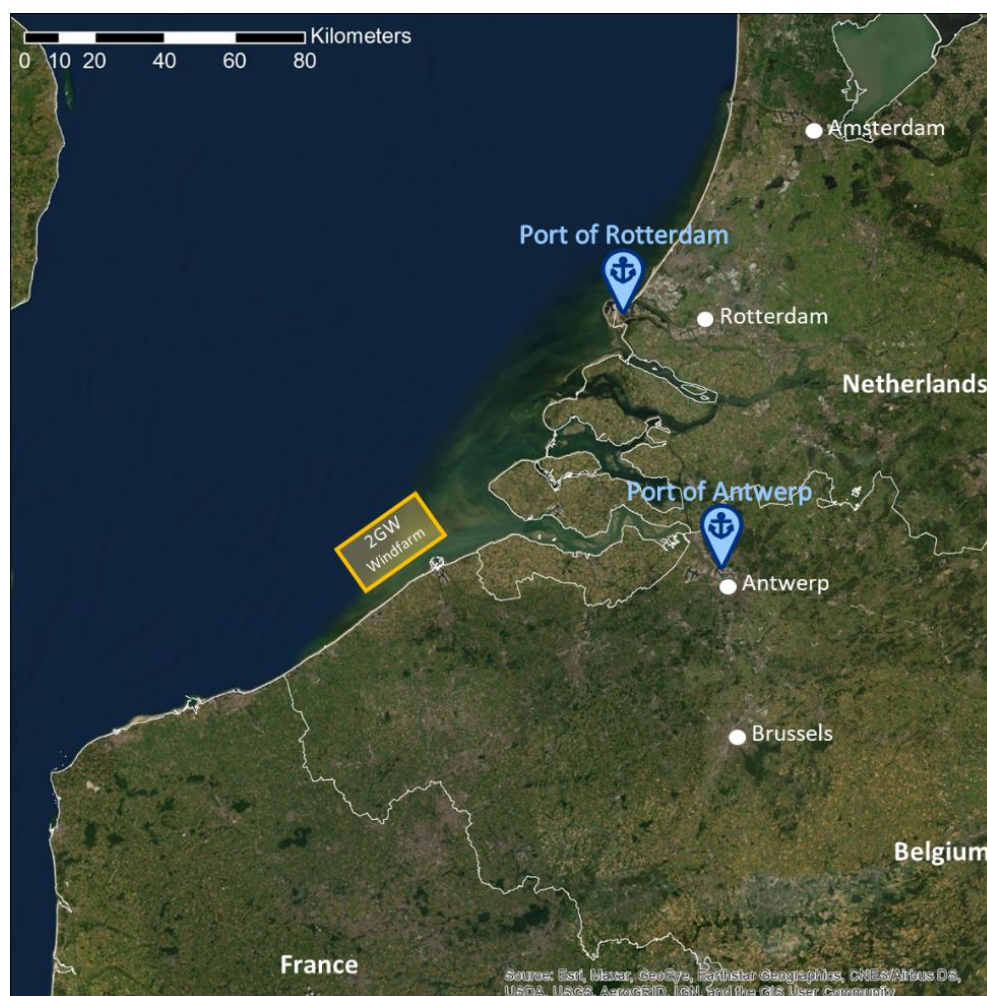 Kilometers
0 10 20 40 60 80
Amsterdam
Port of Rotterdam
Rotterdam
Netherlands
Port of Antwerp
2GW
Windfarm
Antwerp
Brussels
Belgium
France
Source: Esri, Maxar, GeoEye, Earthstar Geographics, CNES/Airbus DS,
USDA, USGS, AeroGRID, IGN, and the GIS User Community